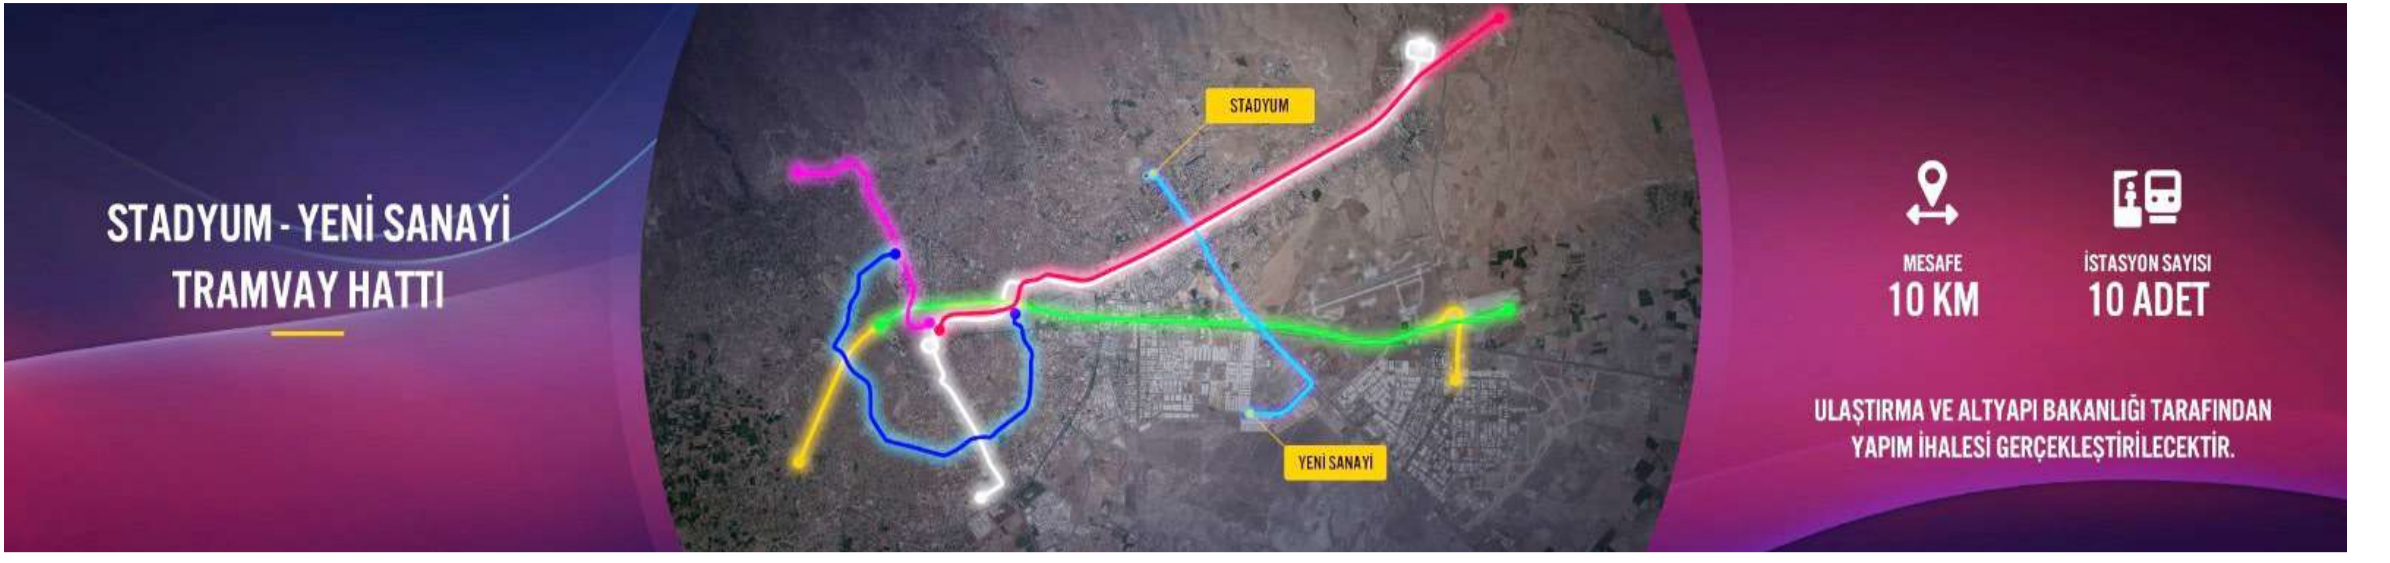 STADYUM - YENİ SANAYİ
TRAMVAY HATTI
STADYUM
YENİ SANAYİ
MESAFE
10 KM
İSTASYON SAYISI
10 ADET
ULAŞTIRMA VE ALTYAPI BAKANLIĞI TARAFINDAN
YAPIM İHALESİ GERÇEKLEŞTİRİLECEKTİR.